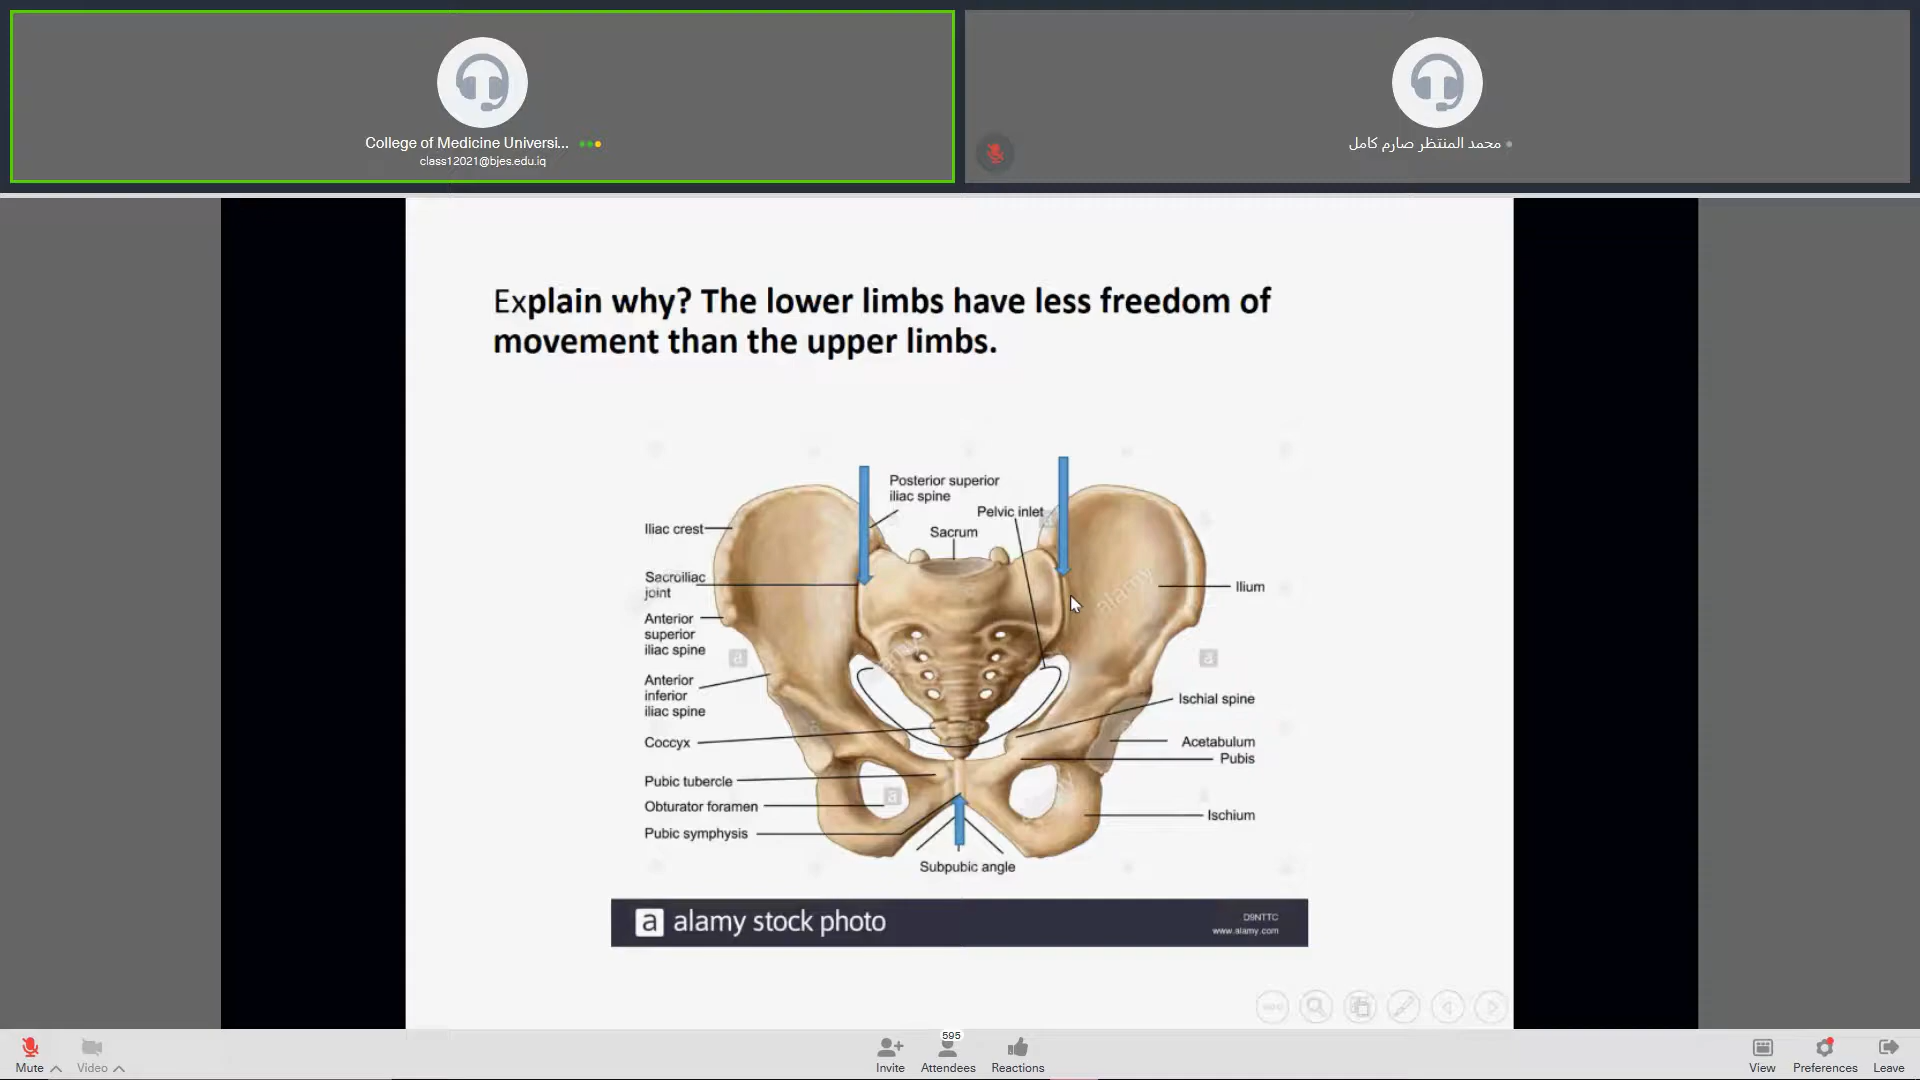 College of Medicine Universi...
class12021@bjes.edu.iq
محمد المنتظر صارم كامل
Explain why? The lower limbs have less freedom of
movement than the upper limbs.
Posterior superior
iliac spine
Pelvic inlet
Iliac crest
Sacrum
Sacroiliac
joint
Ilium
Anterior
superior
iliac spine
Anterior
inferior
iliac spine
Ischial spine
Coccyx
Acetabulum
Pubis
Pubic tubercle
Obturator foramen
Ischium
Pubic symphysis
Subpubic angle
alamy
a
a
a
a alamy stock photo
D9NTTC
www.alamy.com
595
Mute
Video
Invite
Attendees
Reactions
View
Preferences
Leave